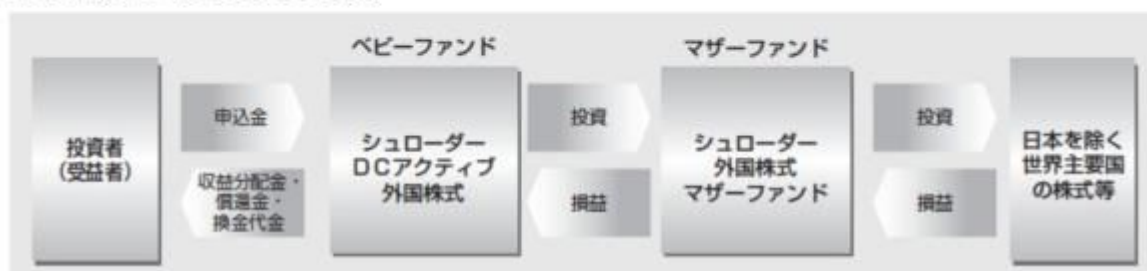 ベビーファンド
マザーファンド
投資者
（受益者）
申込金
収益分配金・
償還金・
換金代金
シュローダー
DCアクティブ
外国株式
投資
損益
シュローダー
外国株式
マザーファンド
投資
損益
日本を除く
世界主要国
の株式等